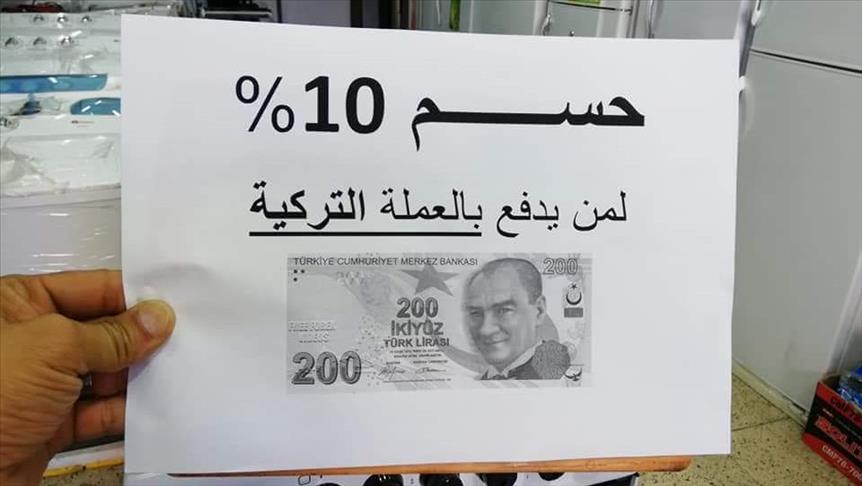 حسم 10%
لمن يدفع بالعملة التركية
TÜRKİYE CUMHURİYET MERKEZ BANKASI
200
200
İKİYÜZ
TÜRK LİRASI
200